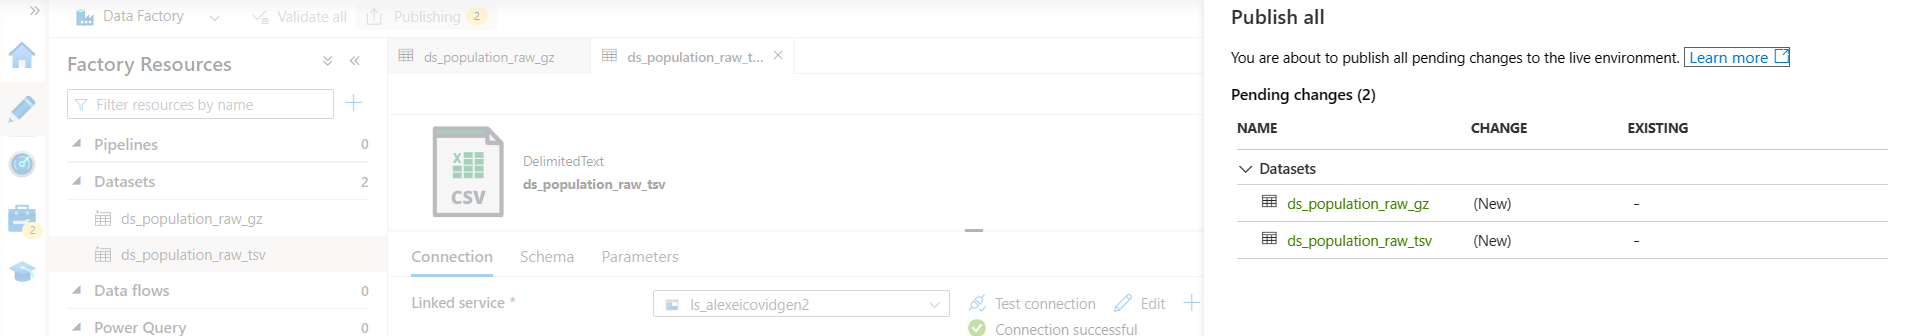 Data Factory
Validate all
Publishing 2
Factory Resources
Filter resources by name
Pipelines 0
Datasets 2
ds_population_raw_gz
ds_population_raw_tsv
Data flows 0
Power Query 0
2
ds_population_raw_gz
ds_population_raw_t...
CSV
DelimitedText
ds_population_raw_tsv
Connection Schema Parameters
Linked service *
ls_alexeicovidgen2
Test connection
Edit
Connection successful
Publish all
You are about to publish all pending changes to the live environment. Learn more
Pending changes (2)
NAME CHANGE EXISTING
Datasets
ds_population_raw_gz (New) -
ds_population_raw_tsv (New) -